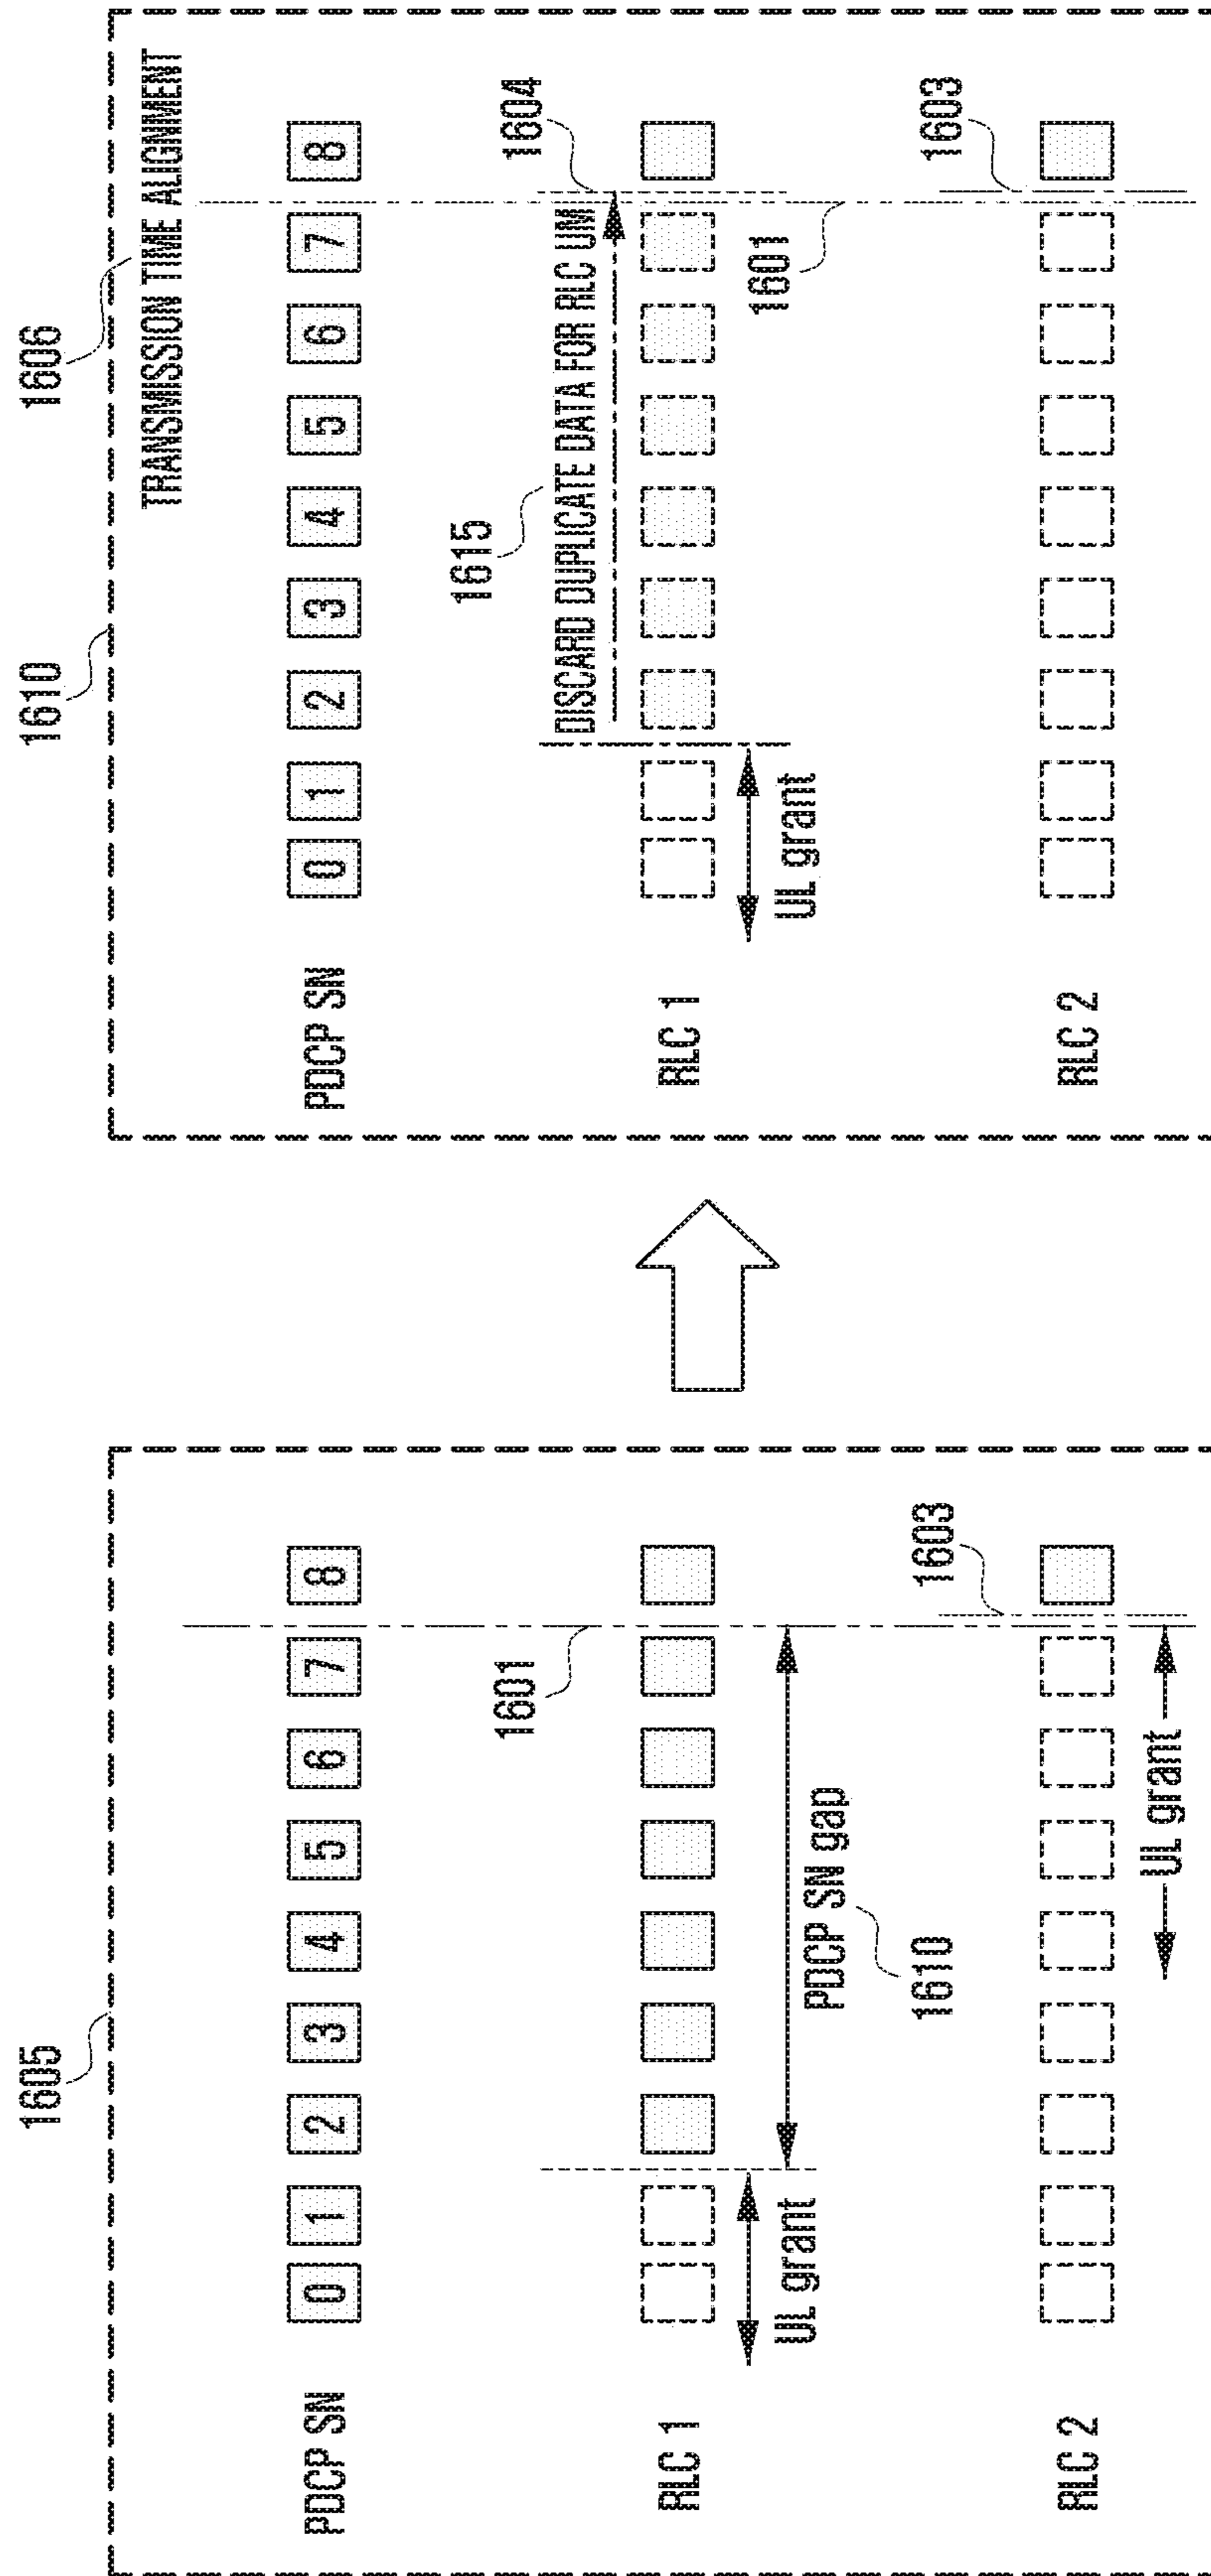 1605
PDCP SN
0 1 2 3 4 5 6 7 8
1601
RLC 1
UL grant
PDCP SN gap
1610
1603
RLC 2
UL grant
1610
1606
TRANSMISSION TIME ALIGNMENT
PDCP SN
0 1 2 3 4 5 6 7 8
1615
1604
DISCARD DUPLICATE DATA FOR RLC UM
RLC 1
1601
UL grant
1603
RLC 2